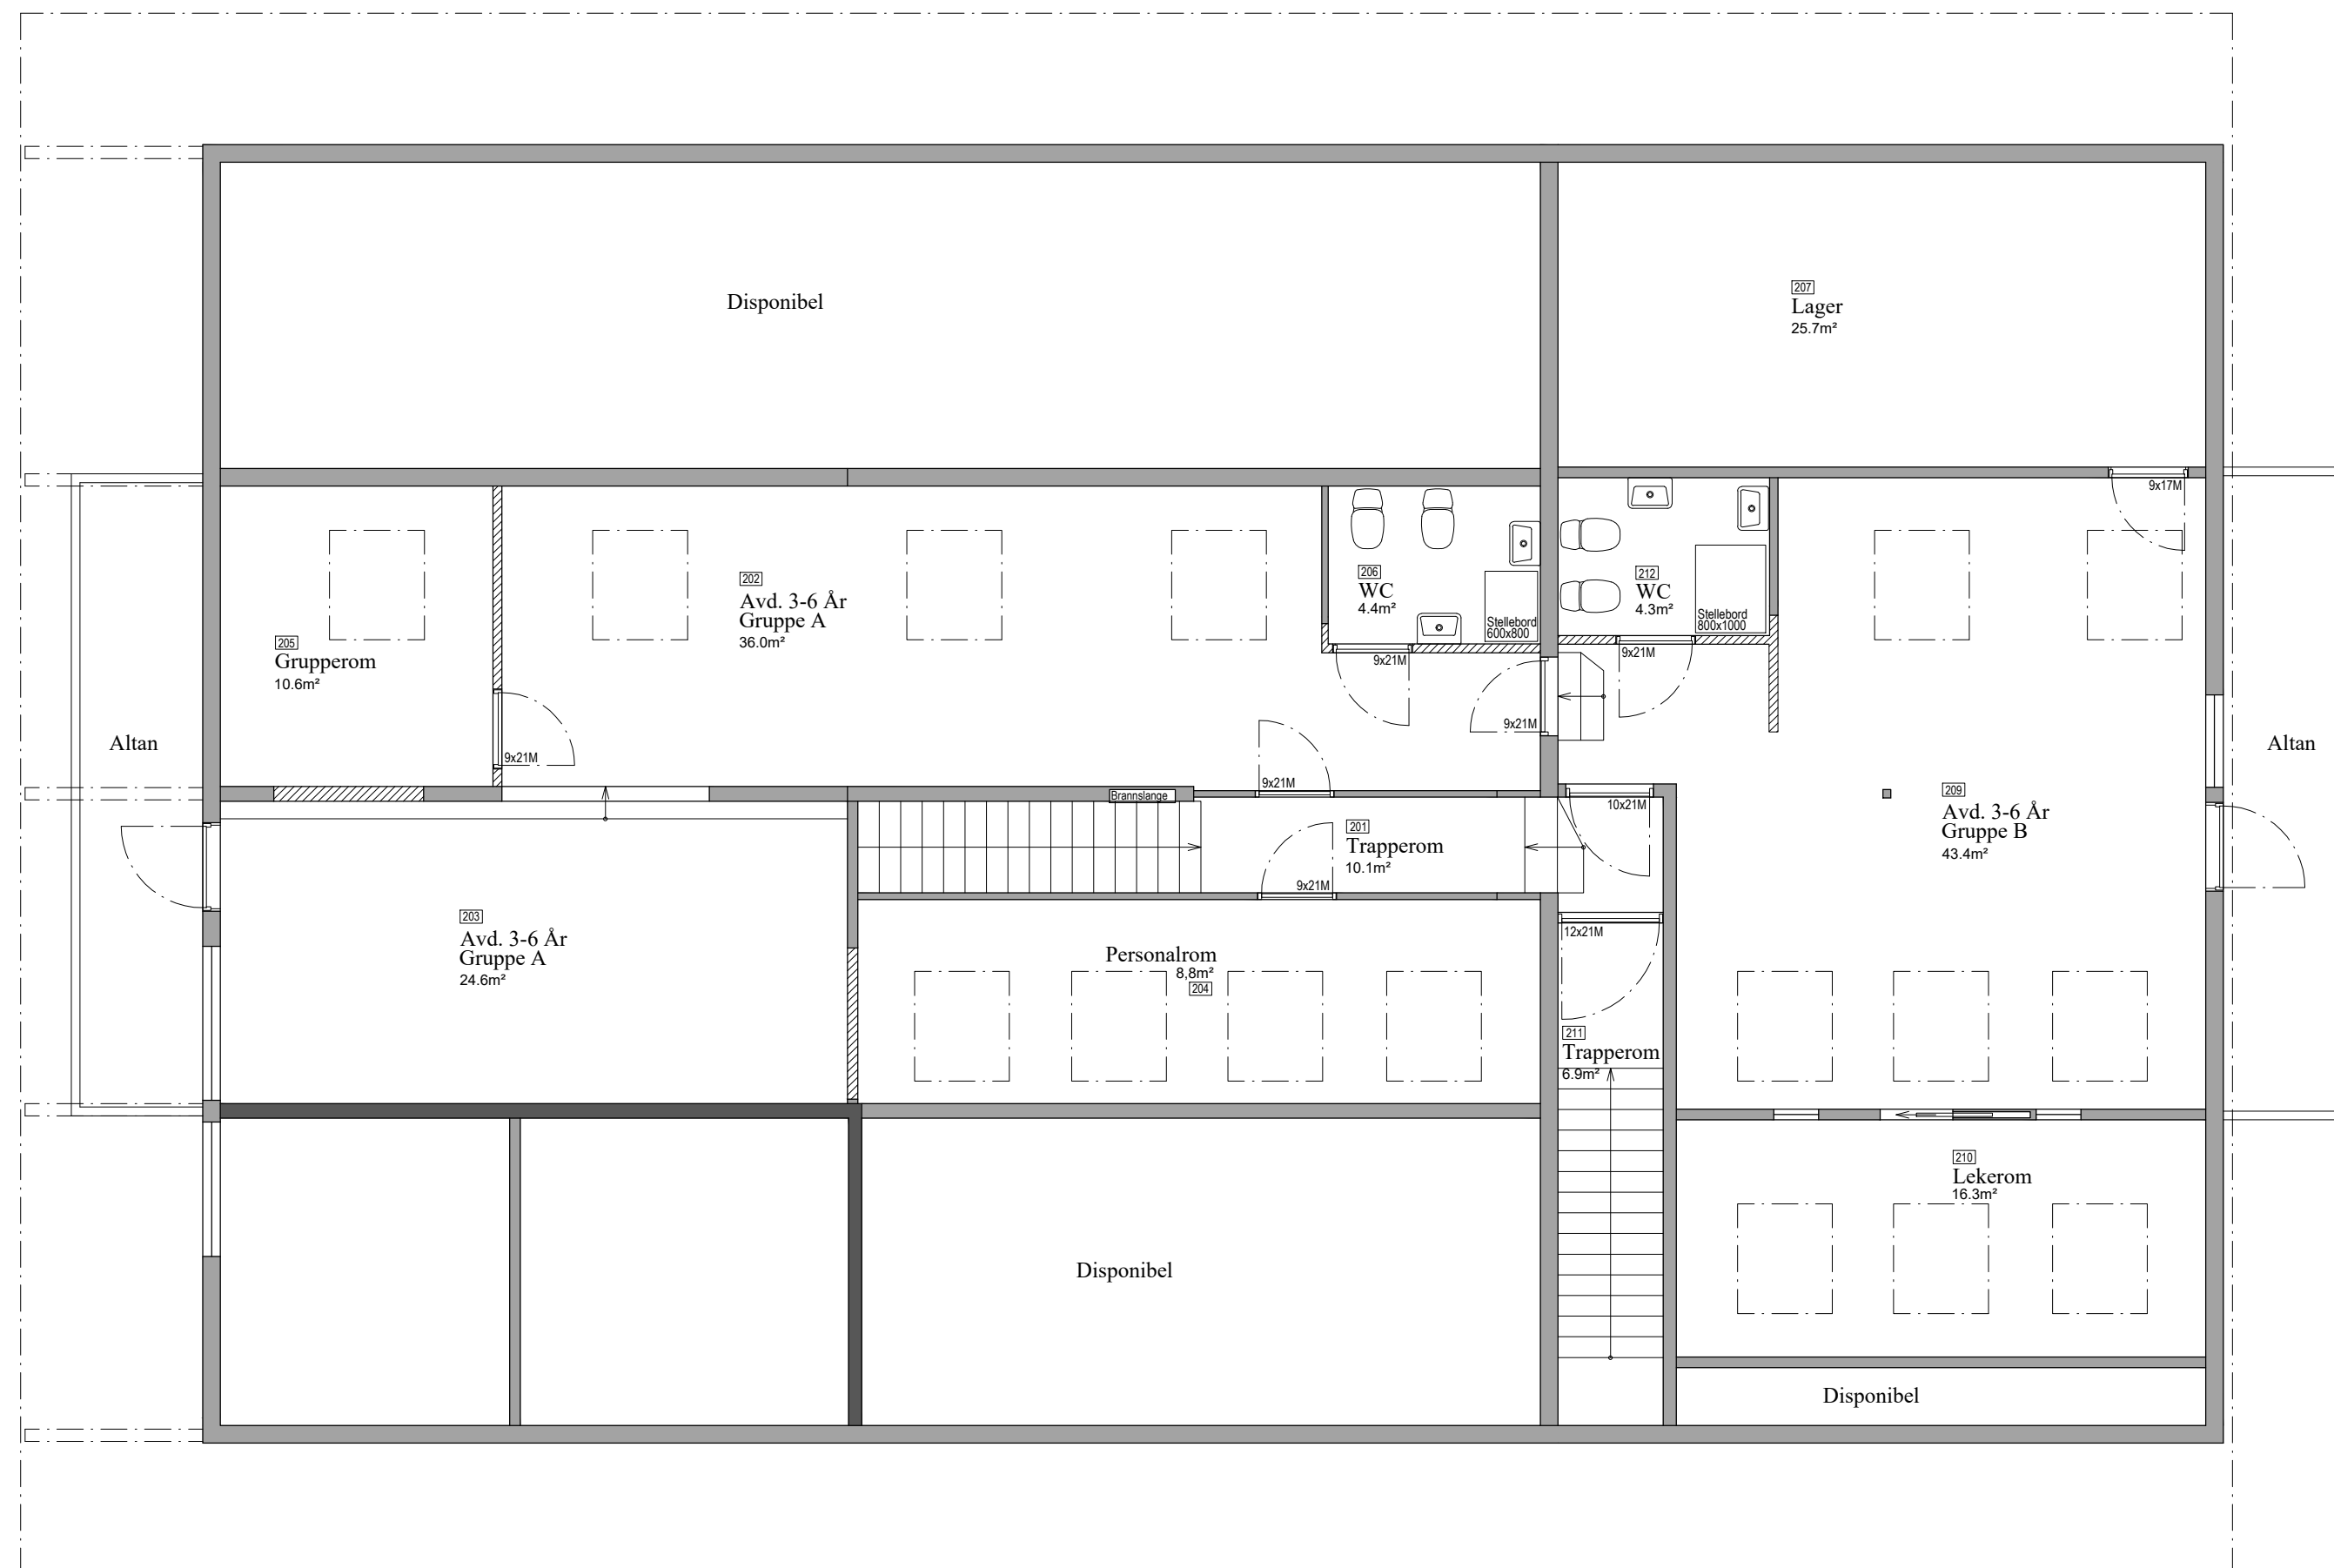 Disponibel
207
Lager
25.7m²
9x17M
205
Grupperom
10.6m²
9x21M
202
Avd. 3-6 År
Gruppe A
36.0m²
206
WC
4.4m²
Stellebord
600x800
9x21M
9x21M
212
WC
4.3m²
Stellebord
800x1000
9x21M
Altan
Altan
9x21M
Brannslange
201
Trapperom
10.1m²
9x21M
10x21M
209
Avd. 3-6 År
Gruppe B
43.4m²
203
Avd. 3-6 År
Gruppe A
24.6m²
Personalrom
8,8m²
204
12x21M
211
Trapperom
6.9m²
210
Lekerom
16.3m²
Disponibel
Disponibel